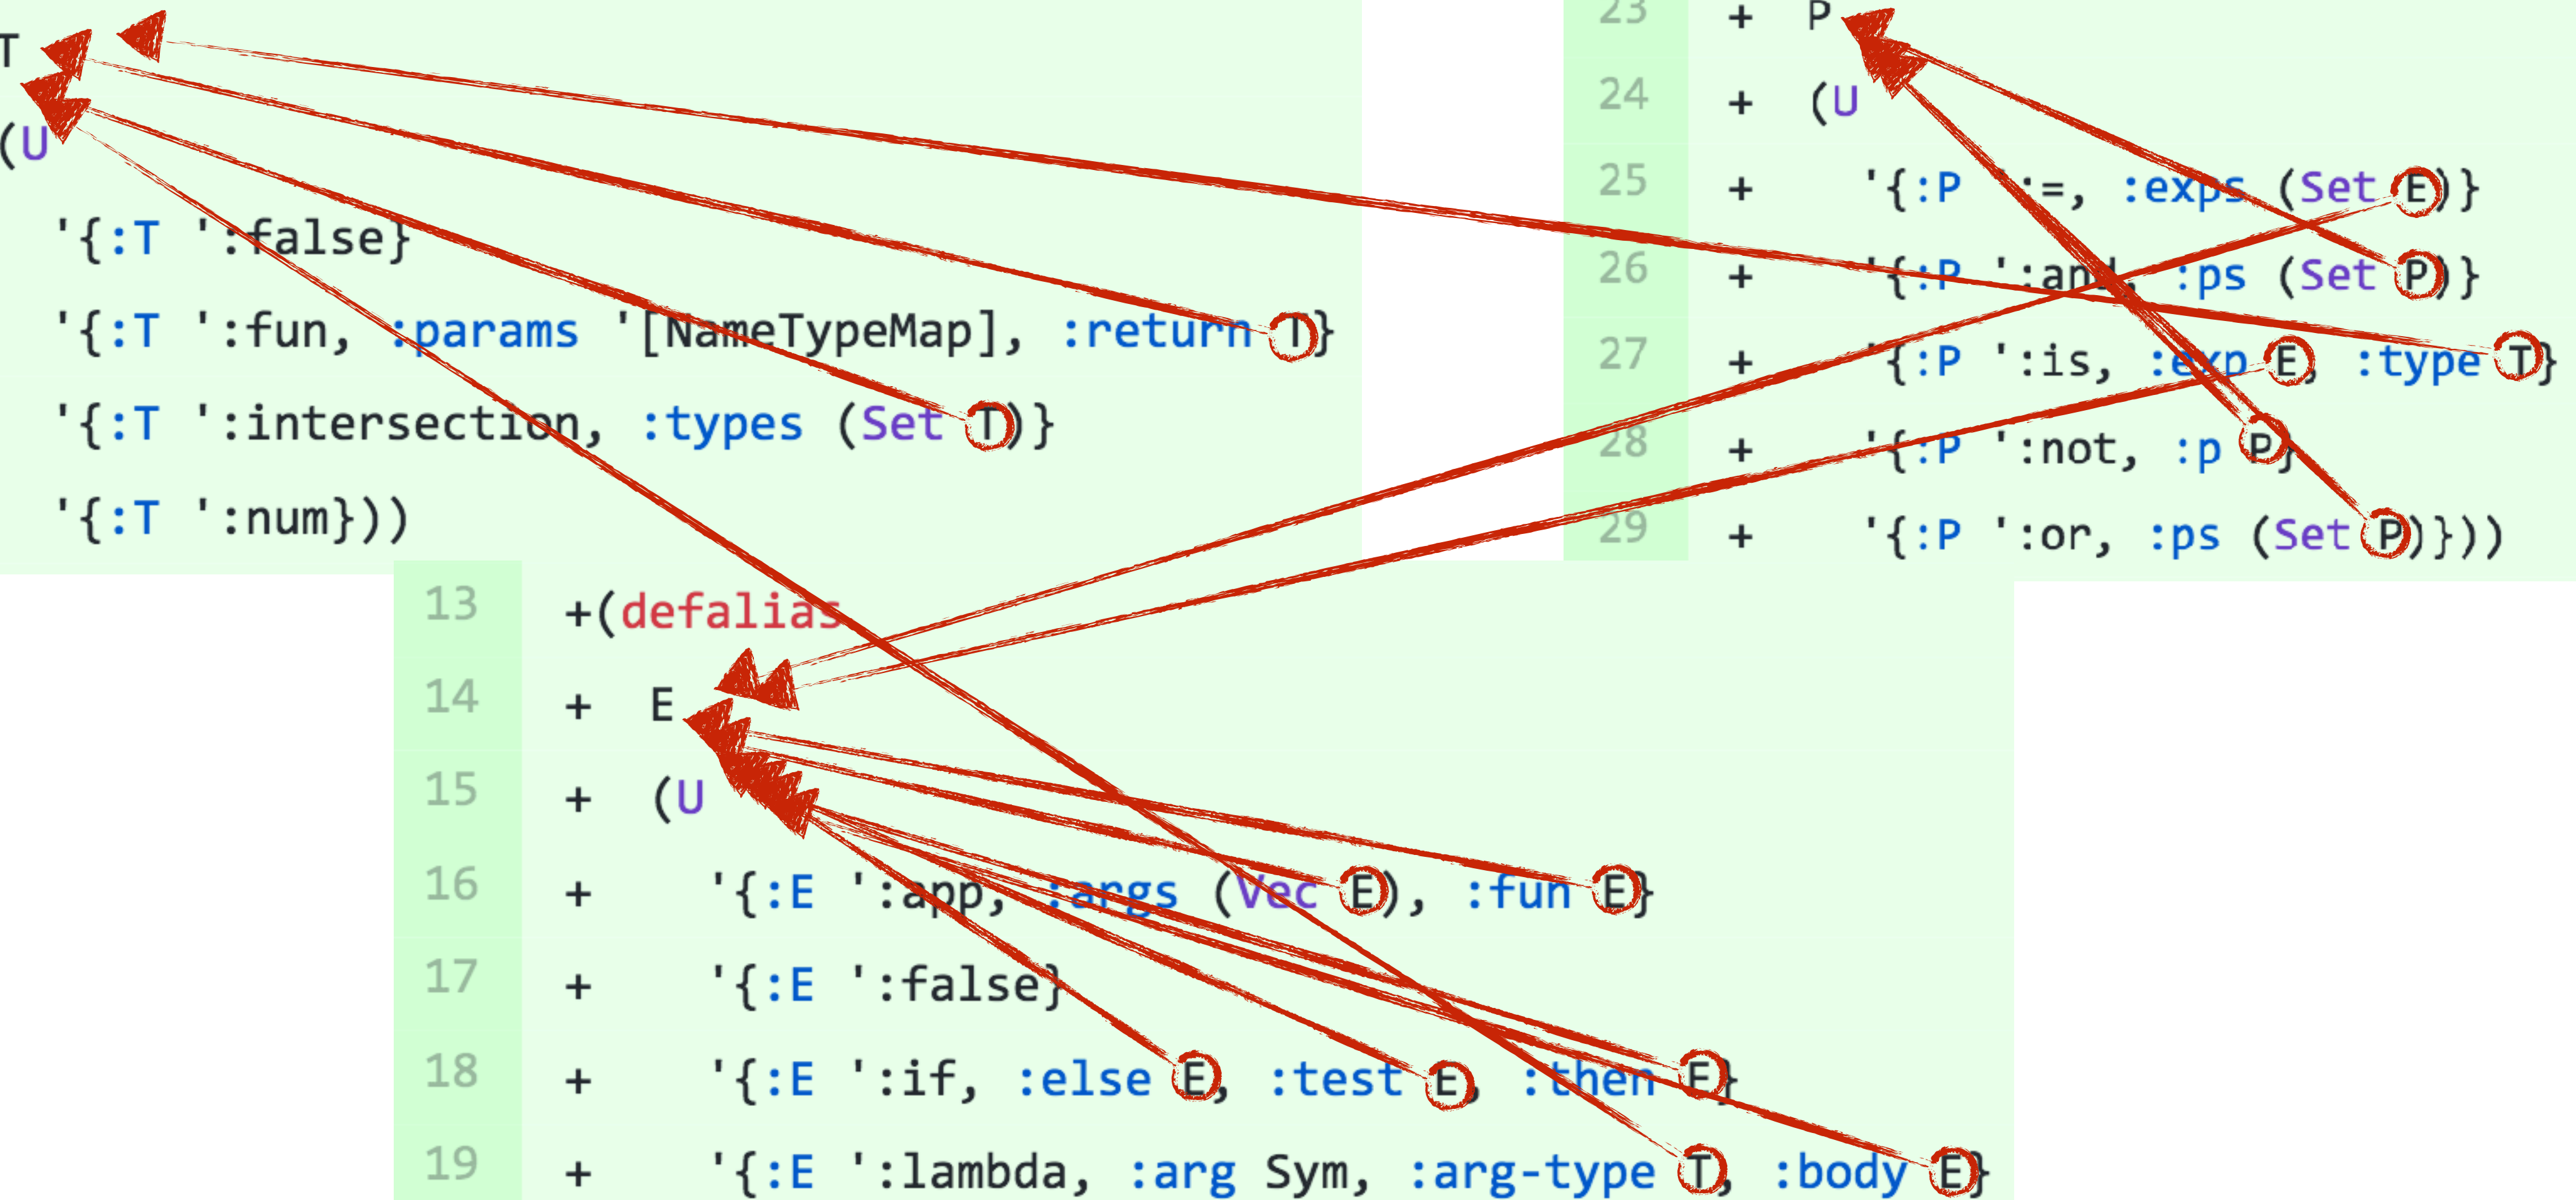 T
(U
'{:T ':false}
'{:T ':fun, :params '[NameTypeMap], :return T}
'{:T ':intersection, :types (Set T)}
'{:T ':num}))
23 + P
24 + (U
25 + '{:P ':=, :exps (Set E)}
26 + '{:P ':and, :ps (Set P)}
27 + '{:P ':is, :exp E, :type T}
28 + '{:P ':not, :p P}
29 + '{:P ':or, :ps (Set P)}))
13 +(defalias
14 + E
15 + (U
16 + '{:E ':app, :args (Vec E), :fun E}
17 + '{:E ':false}
18 + '{:E ':if, :else E, :test E, :then E}
19 + '{:E ':lambda, :arg Sym, :arg-type T, :body E}